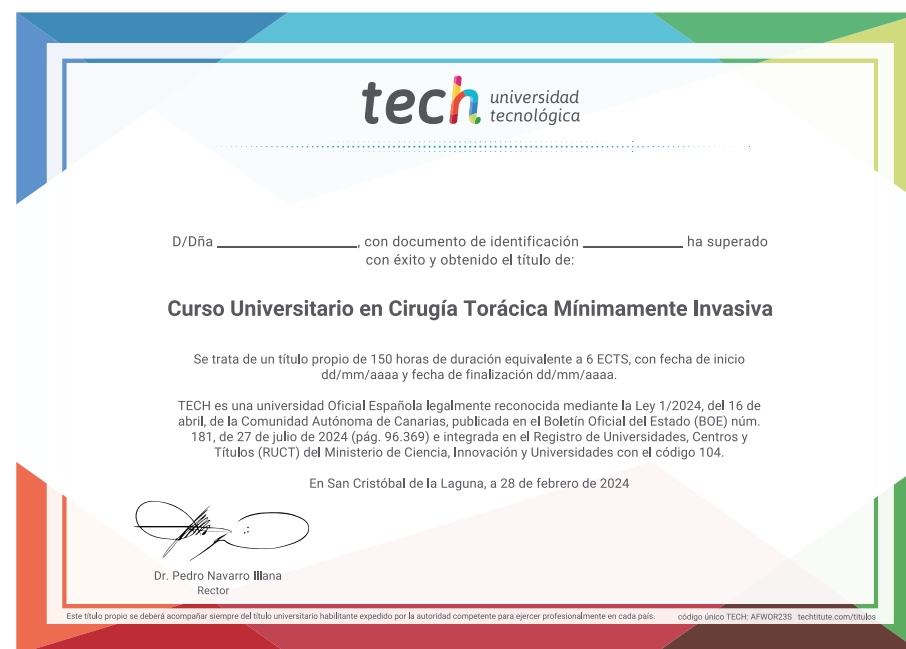 tech universidad
tecnológica
D/Dña ________________, con documento de identificación ____________ ha superado
con éxito y obtenido el título de:
Curso Universitario en Cirugía Torácica Mínimamente Invasiva
Se trata de un título propio de 150 horas de duración equivalente a 6 ECTS, con fecha de inicio
dd/mm/aaaa y fecha de finalización dd/mm/aaaa.
TECH es una universidad Oficial Española legalmente reconocida mediante la Ley 1/2024, del 16 de
abril, de la Comunidad Autónoma de Canarias, publicada en el Boletín Oficial del Estado (BOE) núm.
181, de 27 de julio de 2024 (pág. 96.369) e integrada en el Registro de Universidades, Centros y
Títulos (RUCT) del Ministerio de Ciencia, Innovación y Universidades con el código 104.
En San Cristóbal de la Laguna, a 28 de febrero de 2024
Dr. Pedro Navarro Illana
Rector
Este título propio se deberá acompañar siempre del título universitario habilitante expedido por la autoridad competente para ejercer profesionalmente en cada país. código único TECH: AFWOR23S techtitute.com/titulos